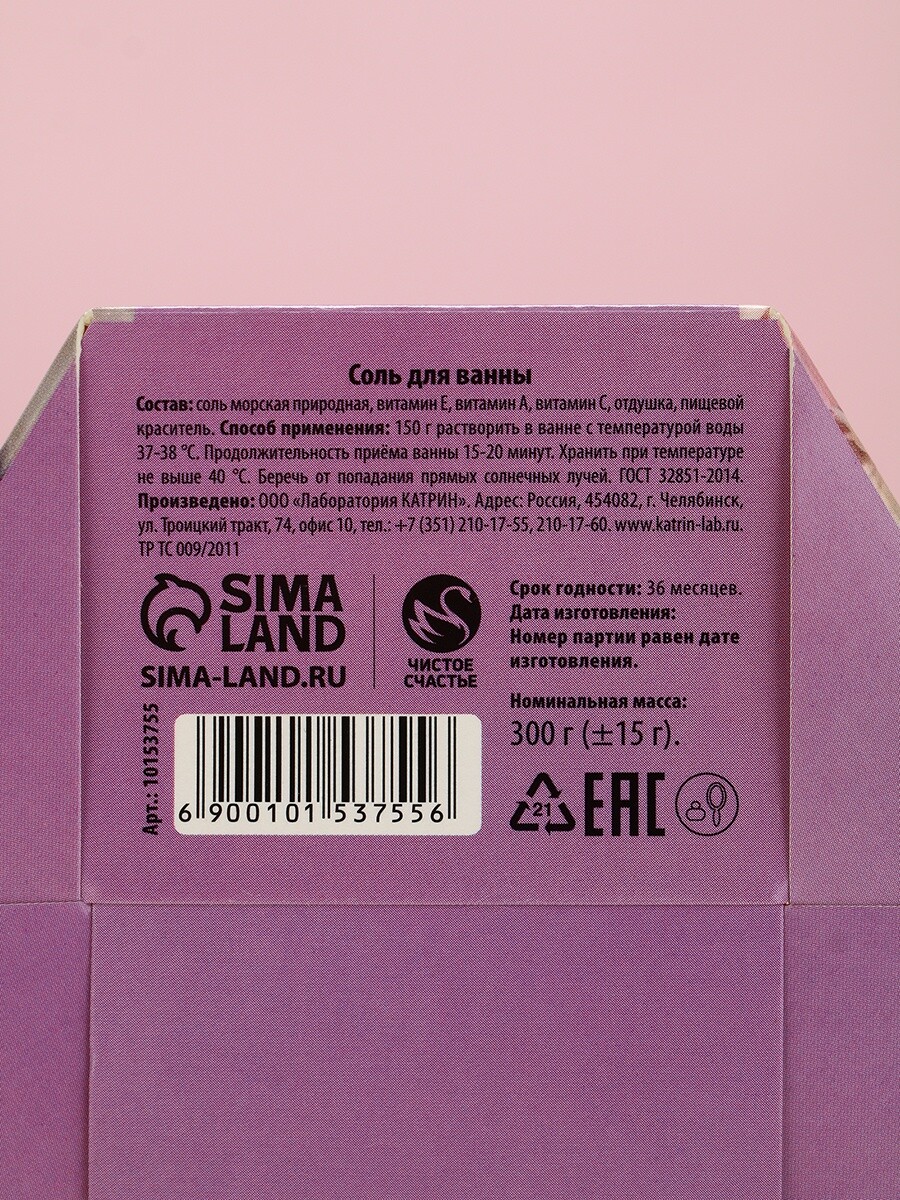 Соль для ванны
Состав: соль морская природная, витамин Е, витамин А, витамин С, отдушка, пищевой
краситель. Способ применения: 150 г растворить в ванне с температурой воды
37-38 °С. Продолжительность приёма ванны 15-20 минут. Хранить при температуре
не выше 40 °С. Беречь от попадания прямых солнечных лучей. ГОСТ 32851-2014.
Произведено: ООО «Лаборатория КАТРИН». Адрес: Россия, 454082, г. Челябинск,
ул. Троицкий тракт, 74, офис 10, тел.: +7 (351) 210-17-55, 210-17-60. www.katrin-lab.ru.
ТР ТС 009/2011
SIMA
LAND
SIMA-LAND.RU
ЧИСТОЕ
СЧАСТЬЕ
Срок годности: 36 месяцев.
Дата изготовления:
Номер партии равен дате
изготовления.
Номинальная масса:
300 г (±15 г).
Арт.: 10153755
6 900101 537556
21
EAC